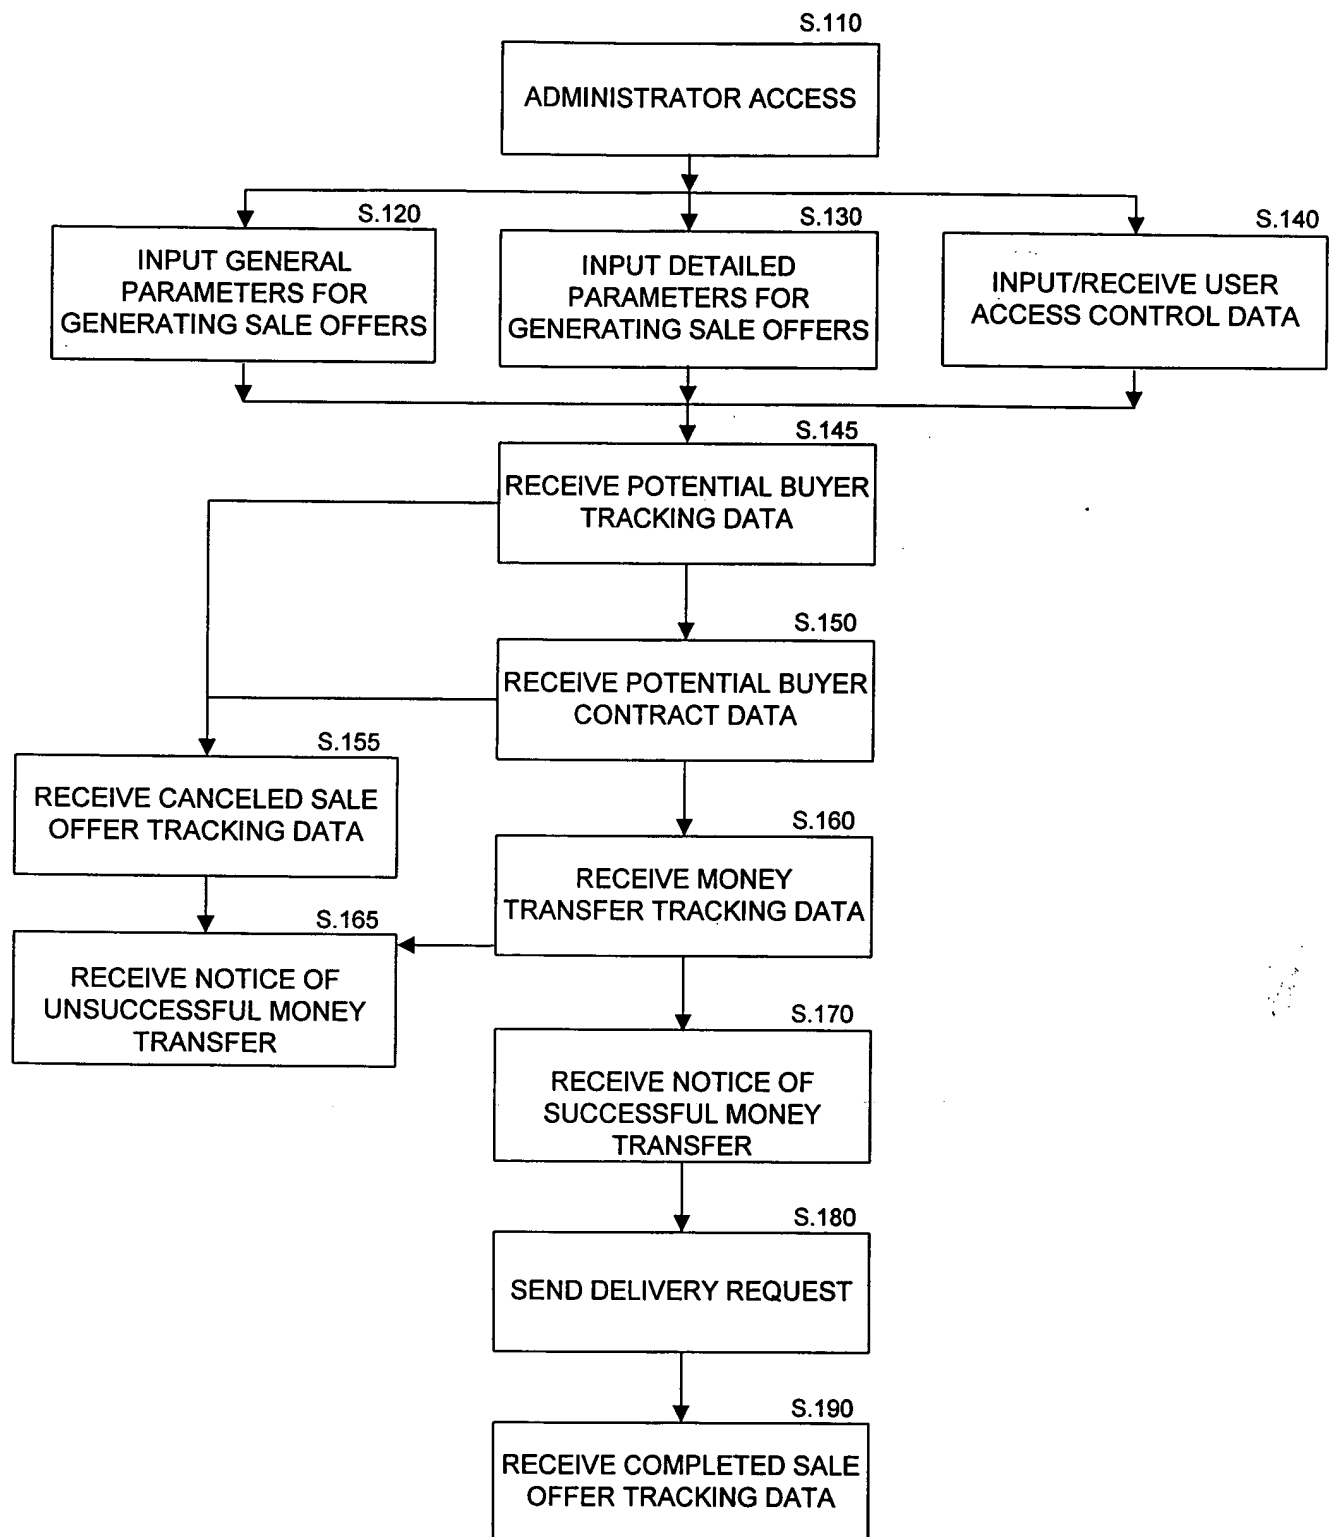 S.110
ADMINISTRATOR ACCESS
S.120
INPUT GENERAL
PARAMETERS FOR
GENERATING SALE OFFERS
S.130
INPUT DETAILED
PARAMETERS FOR
GENERATING SALE OFFERS
S.140
INPUT/RECEIVE USER
ACCESS CONTROL DATA
S.145
RECEIVE POTENTIAL BUYER
TRACKING DATA
S.150
RECEIVE POTENTIAL BUYER
CONTRACT DATA
S.155
RECEIVE CANCELED SALE
OFFER TRACKING DATA
S.160
RECEIVE MONEY
TRANSFER TRACKING DATA
S.165
RECEIVE NOTICE OF
UNSUCCESSFUL MONEY
TRANSFER
S.170
RECEIVE NOTICE OF
SUCCESSFUL MONEY
TRANSFER
S.180
SEND DELIVERY REQUEST
S.190
RECEIVE COMPLETED SALE
OFFER TRACKING DATA